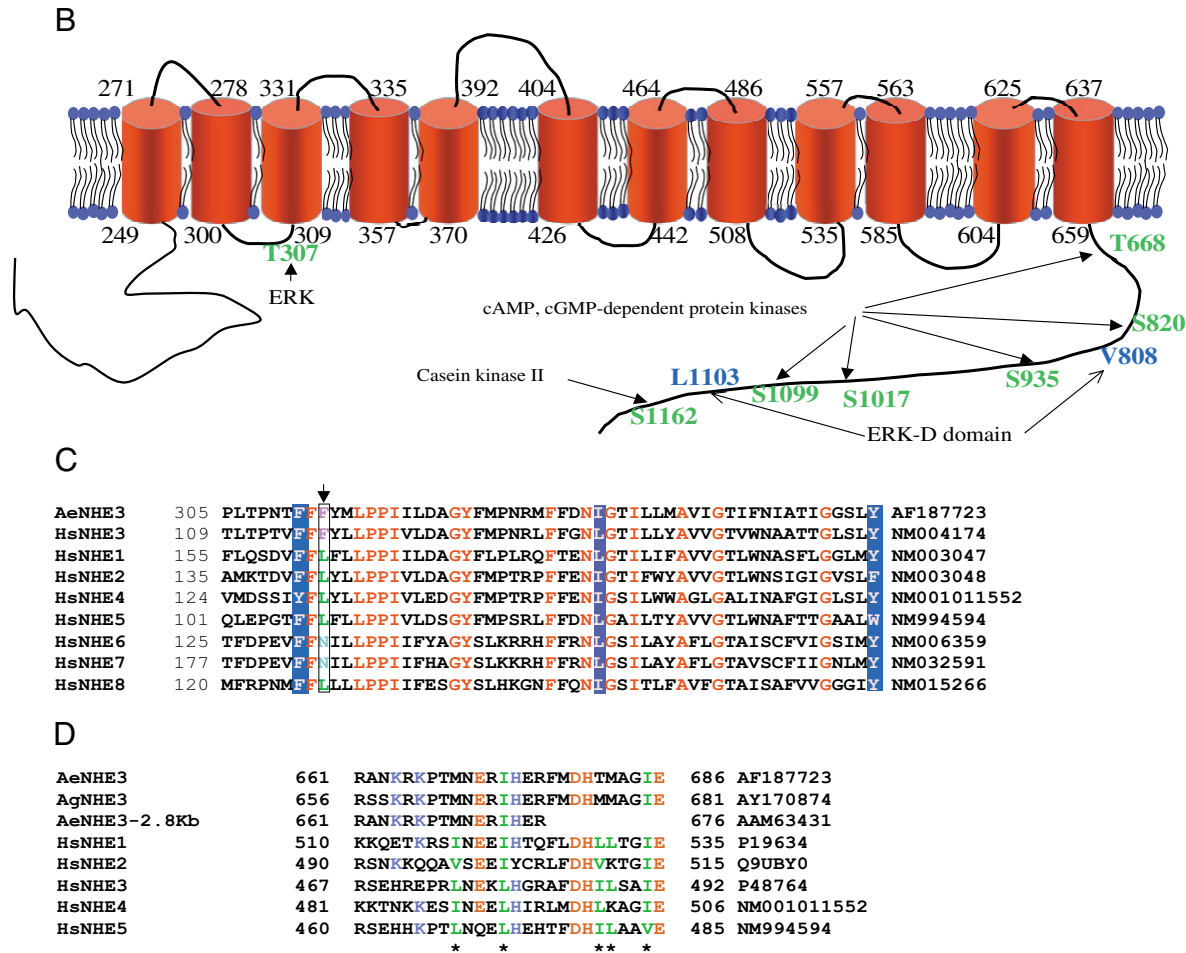 B
271 278 331 335 392 404 464 486 557 563 625 637
249 300 309 357 370 426 442 508 535 585 604 659
T307 T668
ERK
cAMP, cGMP-dependent protein kinases
S820
V808
Casein kinase II L1103 S1099 S1017 S935
S1162
ERK-D domain
C
AeNHE3 305 PLTPNTFFFYMLPPIILDAGYFMPNRMFFDNIGTILLMAVIGTIFNIATIGGSLY AF187723
HsNHE3 109 TLTPTVFFFYLLPPIVLDAGYFMPNRLFFGNLGTILLYAVVGTVWNAATTGLSLY NM004174
HsNHE1 155 FLQSDVFFLFLLPPIILDAGYFLPLRQFTENLGTILIFAVVGTLWNASFLGGLMY NM003047
HsNHE2 135 AMKTDVFFLYLLPPIVLDAGYFMPTRPFFENIGTIFWYAVVGTLWNSIGIGVSLF NM003048
HsNHE4 124 VMDSSIYFLYLLPPIVLEDGYFMPTRPFFENIGSILWWAGLGALINAFGIGLSLY NM001011552
HsNHE5 101 QLEPGTFFLFLLPPIVLDSGYFMPSRLFFDNLGAILTYAVVGTLWNAFTTGAALW NM994594
HsNHE6 125 TFDPEVFFNILLPPIIFYAGYSLKRRHFFRNLGSILAYAFLGTAISCFVIGSIMY NM006359
HsNHE7 177 TFDPEVFFNILLPPIIFHAGYSLKKRHFFRNLGSILAYAFLGTAVSCFIIGNLMY NM032591
HsNHE8 120 MFRPNMFFLLLLPPIIFESGYSLHKGNFFQNIGSITLFAVFGTAISAFVVGGGIY NM015266
D
AeNHE3 661 RANKRKPTMNERIHERFMDHTMAGIE 686 AF187723
AgNHE3 656 RSSKRKPTMNERIHERFMDHMMAGIE 681 AY170874
AeNHE3-2.8Kb 661 RANKRKPTMNERIHER 676 AAM63431
HsNHE1 510 KKQETKRSINEEIHTQFLDHLLTGIE 535 P19634
HsNHE2 490 RSNKKQQAVSEEIYCRLFDHVKTGIE 515 Q9UBY0
HsNHE3 467 RSEHREPRLNEKLHGRAFDHILSAIE 492 P48764
HsNHE4 481 KKTNKKESINEELHIRLMDHLKAGIE 506 NM001011552
HsNHE5 460 RSEHHKPTLNQELHEHTFDHILAAVE 485 NM994594
* * ** *